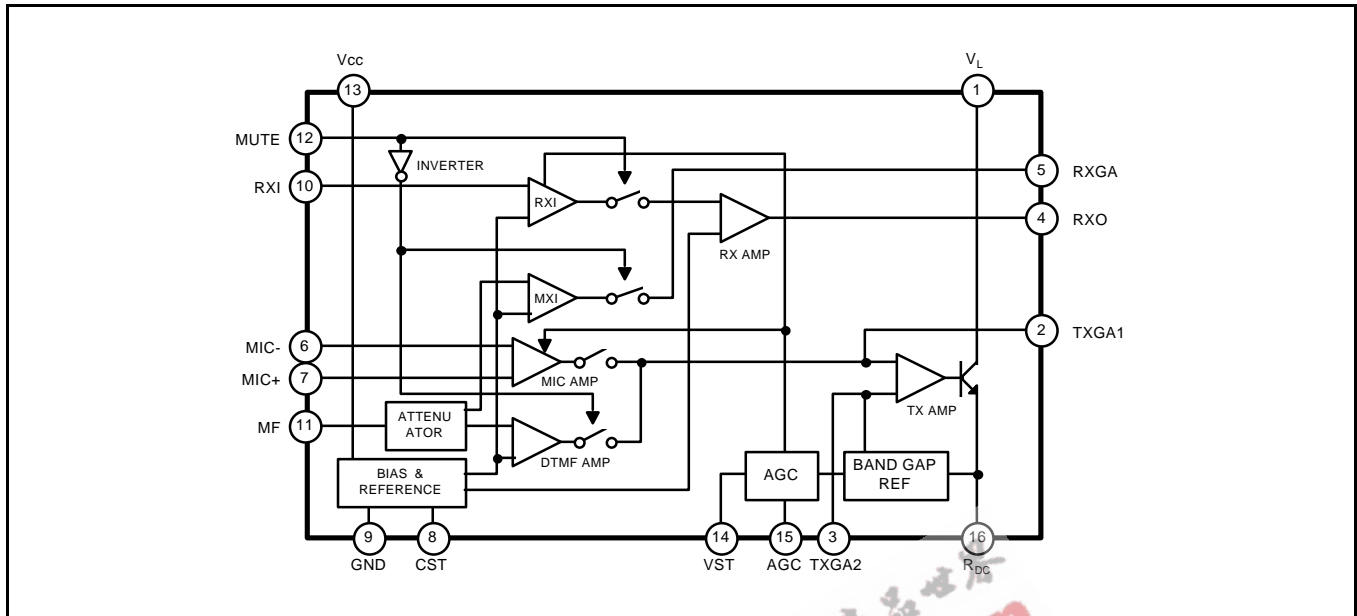 Vcc
VL
13
1
MUTE
12
INVERTER
RXI
10
RXI
5
RXGA
4
RXO
RX AMP
MXI
2
TXGA1
MIC-
6
MIC+
7
MIC AMP
TX AMP
MF
11
ATTENU
ATOR
DTMF AMP
BIAS &
REFERENCE
AGC
BAND GAP
REF
9
8
14
15
3
16
GND
CST
VST
AGC
TXGA2
RDC